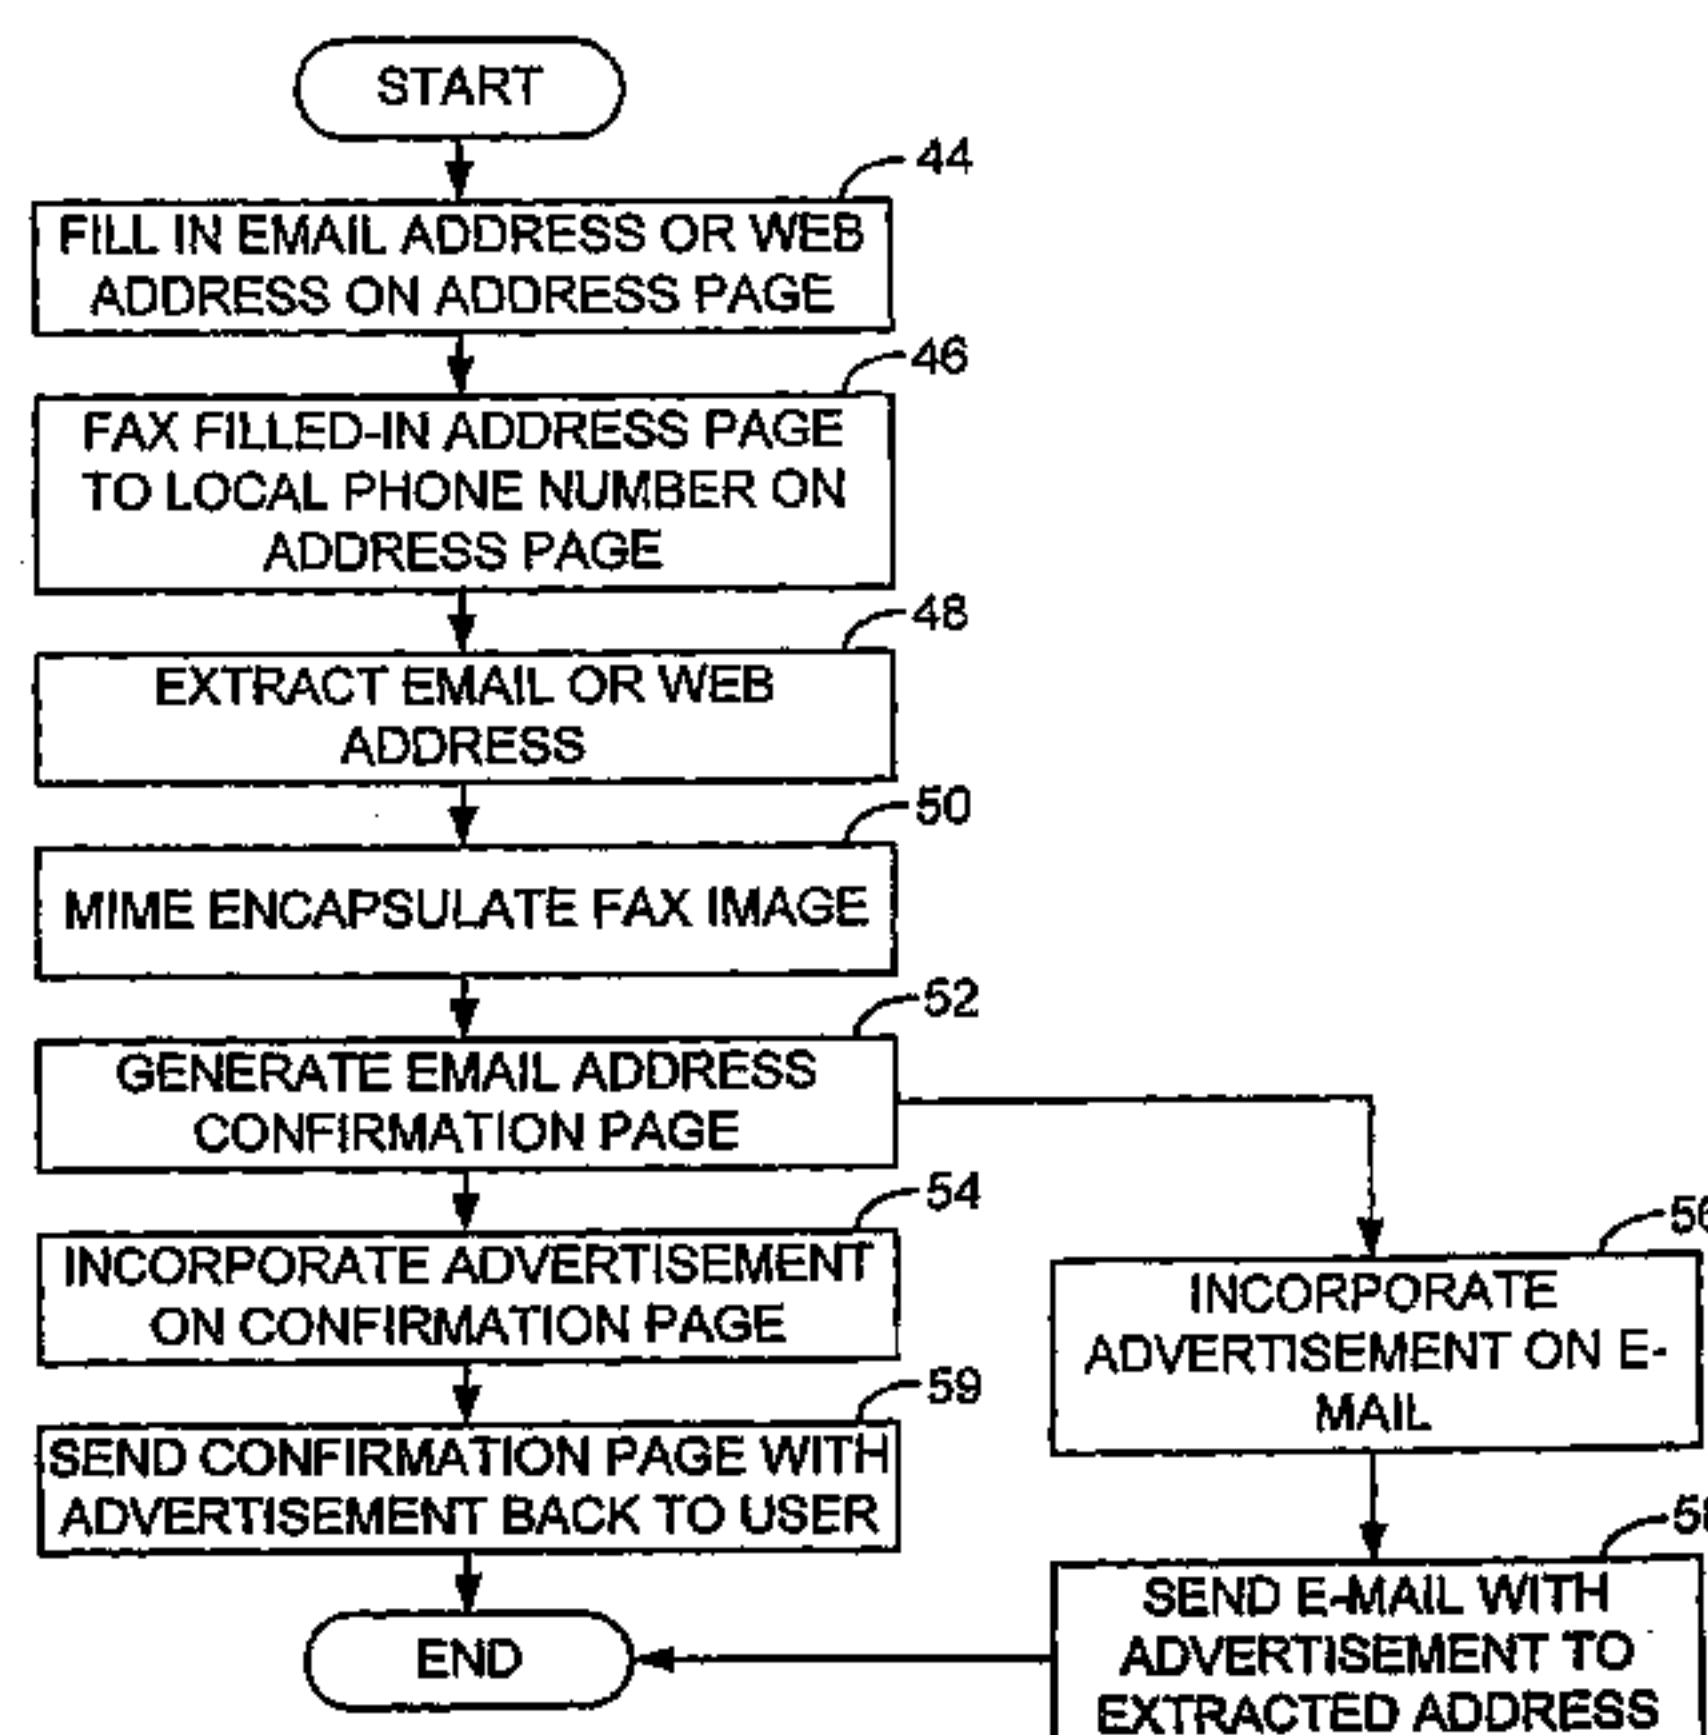 START
44
FILL IN EMAIL ADDRESS OR WEB
ADDRESS ON ADDRESS PAGE
46
FAX FILLED-IN ADDRESS PAGE
TO LOCAL PHONE NUMBER ON
ADDRESS PAGE
48
EXTRACT EMAIL OR WEB
ADDRESS
50
MIME ENCAPSULATE FAX IMAGE
52
GENERATE EMAIL ADDRESS
CONFIRMATION PAGE
54
INCORPORATE ADVERTISEMENT
ON CONFIRMATION PAGE
59
SEND CONFIRMATION PAGE WITH
ADVERTISEMENT BACK TO USER
END
56
INCORPORATE
ADVERTISEMENT ON E-
MAIL
58
SEND E-MAIL WITH
ADVERTISEMENT TO
EXTRACTED ADDRESS